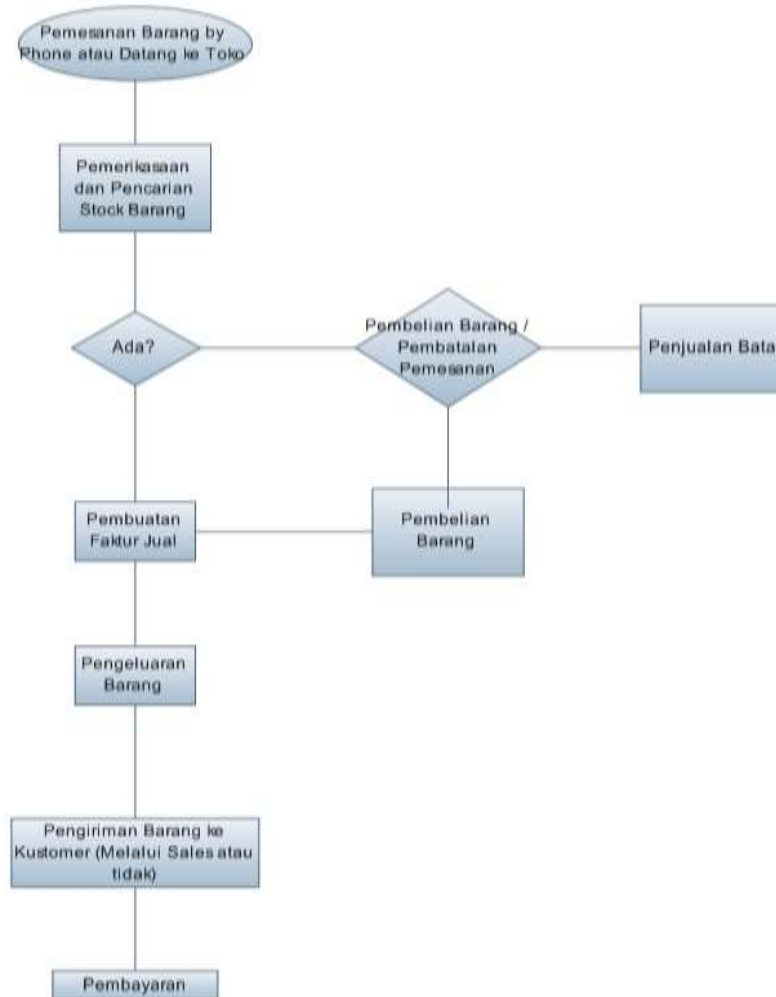 Pemesanan Barang by
Phone atau Datang ke Toko
Pemerikasaan
dan Pencarian
Stock Barang
Ada?
Pembelian Barang /
Pembatalan
Pemesanan
Penjualan Bata
Pembuatan
Faktur Jual
Pembelian
Barang
Pengeluaran
Barang
Pengiriman Barang ke
Kustomer (Melalui Sales atau
tidak)
Pembayaran